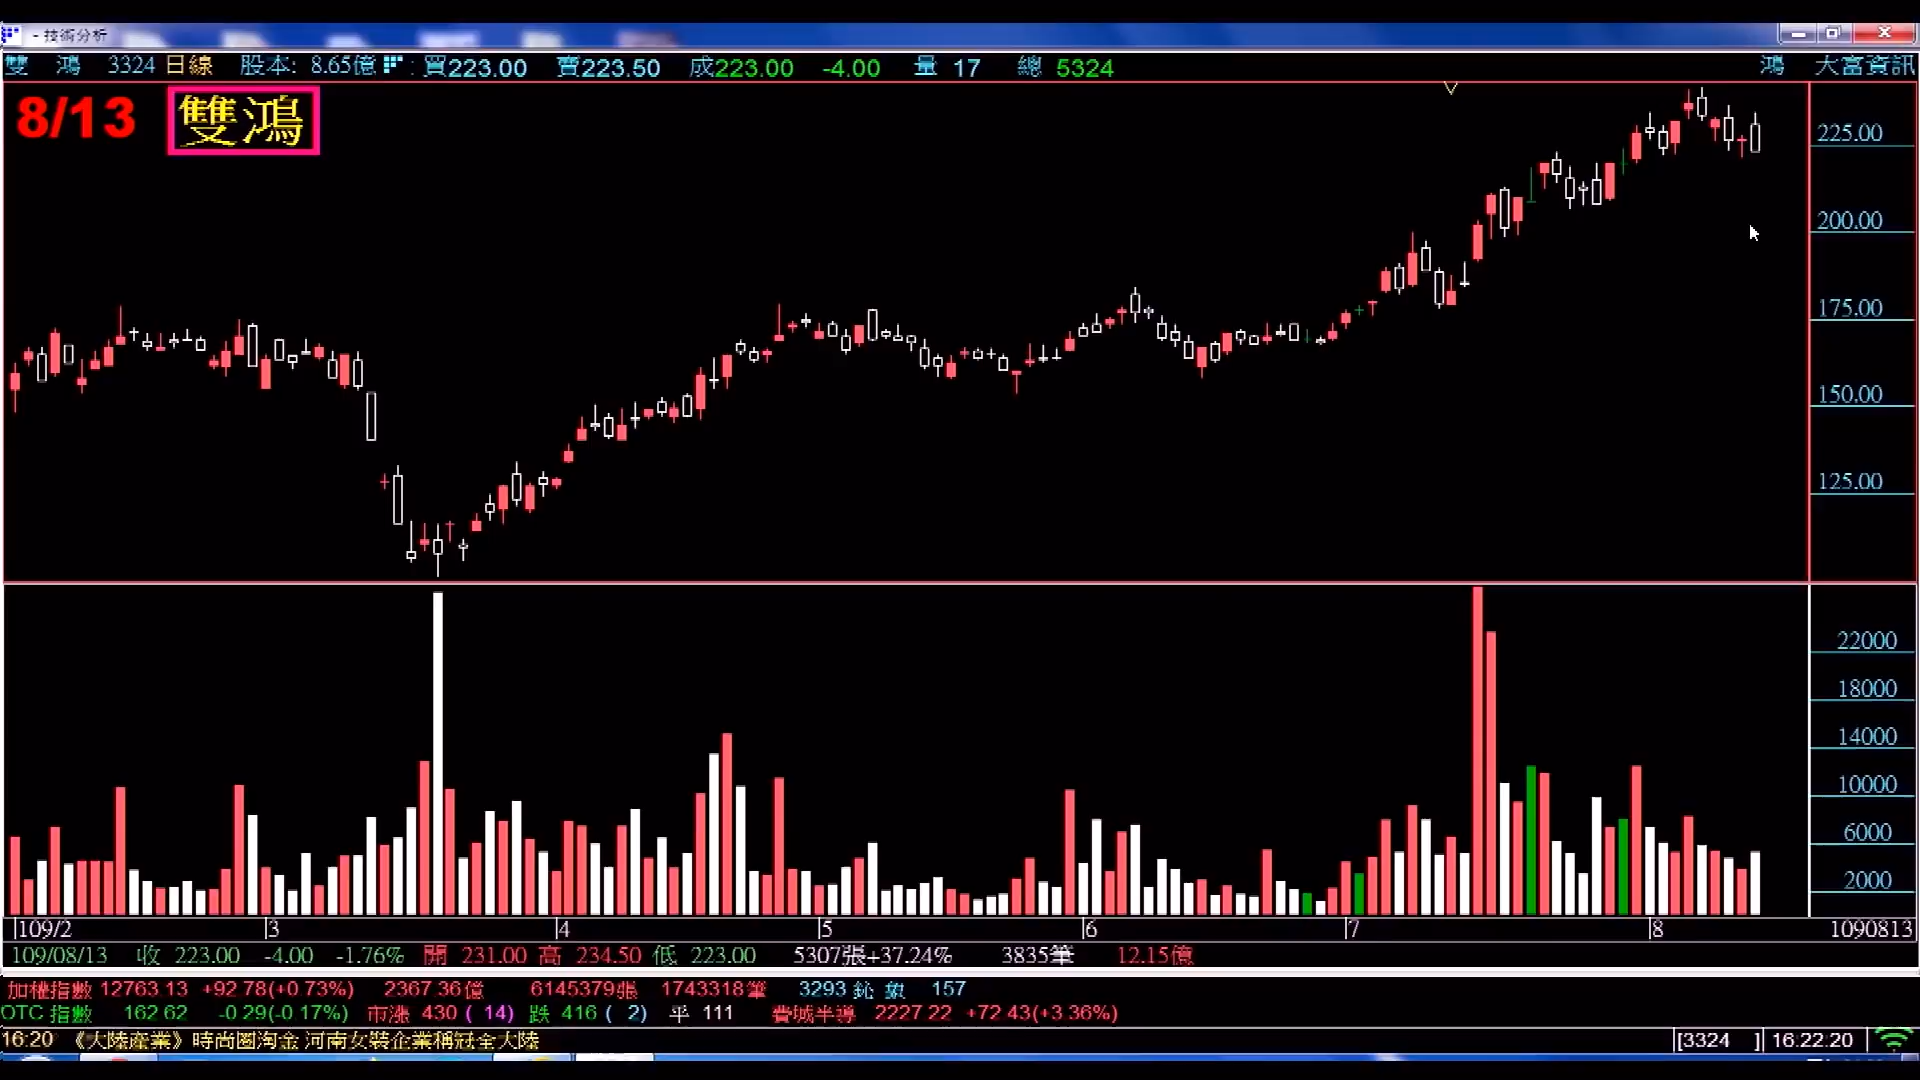 - 技術分析
雙 鴻 3324 日線 股本: 8.65億 : 買223.00 賣223.50 成223.00 -4.00 量 17 總 5324 鴻 大富資訊
8/13 雙鴻
225.00
200.00
175.00
150.00
125.00
22000
18000
14000
10000
6000
2000
109/2 3 4 5 6 7 8 1090813
109/08/13 收 223.00 -4.00 -1.76% 開 231.00 高 234.50 低 223.00 5307張+37.24% 3835筆 12.15億
加權指數 12763.13 +92.78(+0.73%) 2367.36億 6145379張 1743318筆 3293 157
OTC 指數 162.62 -0.29(-0.17%) 市漲 430 ( 14) 跌 416 ( 2) 平 111 費城半導 2227.22 +72.43(+3.36%)
16:20 《大陸產業》時尚圈淘金 河南女裝企業稱冠全大陸 [3324 ] 16.22.20